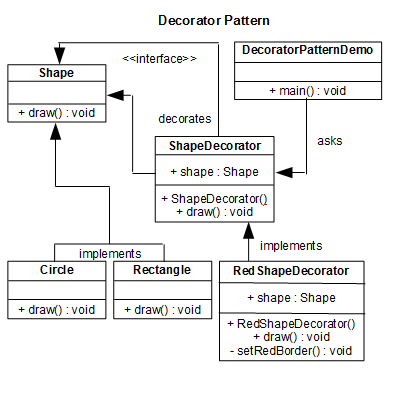 Decorator Pattern
<<interface>>
Shape
+ draw() : void
DecoratorPatternDemo
+ main() : void
decorates
asks
ShapeDecorator
+ shape : Shape
+ ShapeDecorator()
+ draw() : void
implements
implements
Circle
+ draw() : void
Rectangle
+ draw() : void
RedShapeDecorator
+ shape : Shape
+ RedShapeDecorator()
+ draw() : void
- setRedBorder() : void